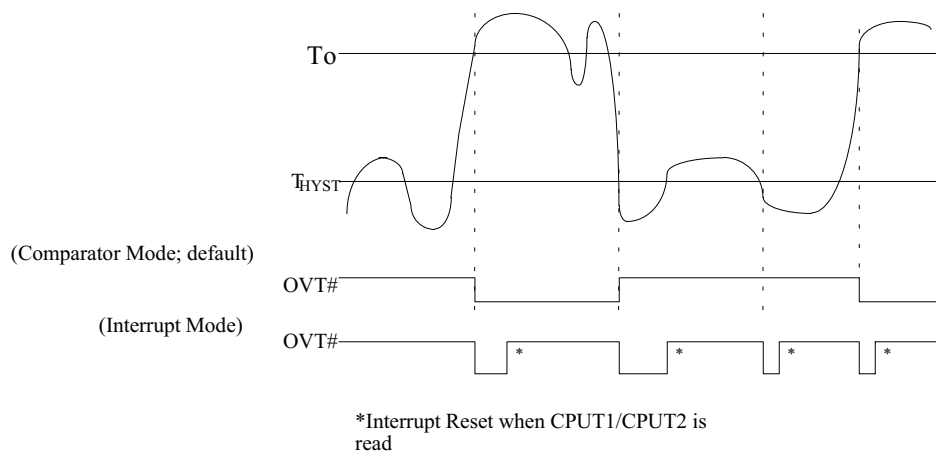 To
THYST
(Comparator Mode; default)
OVT#
(Interrupt Mode)
OVT#
* * * *
*Interrupt Reset when CPUT1/CPUT2 is
read